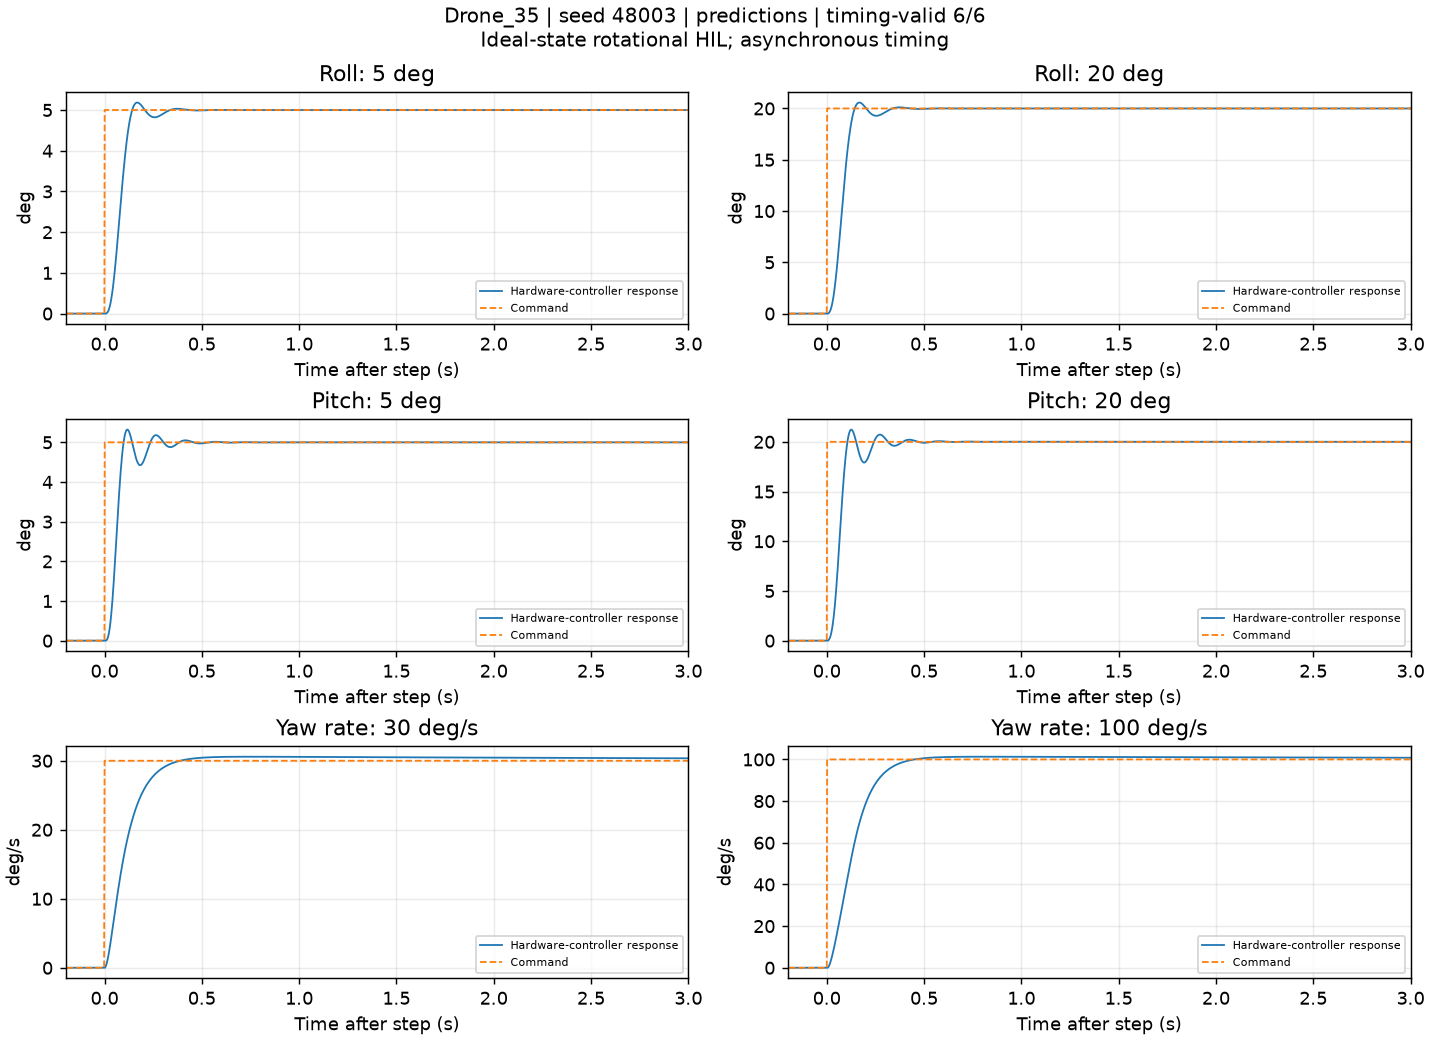 Drone_35 | seed 48003 | predictions | timing-valid 6/6
Ideal-state rotational HIL; asynchronous timing
Roll: 5 deg
deg
5
4
3
2
1
0
Hardware-controller response
Command
0.0 0.5 1.0 1.5 2.0 2.5 3.0
Time after step (s)
Roll: 20 deg
deg
20
15
10
5
0
Hardware-controller response
Command
0.0 0.5 1.0 1.5 2.0 2.5 3.0
Time after step (s)
Pitch: 5 deg
deg
5
4
3
2
1
0
Hardware-controller response
Command
0.0 0.5 1.0 1.5 2.0 2.5 3.0
Time after step (s)
Pitch: 20 deg
deg
20
15
10
5
0
Hardware-controller response
Command
0.0 0.5 1.0 1.5 2.0 2.5 3.0
Time after step (s)
Yaw rate: 30 deg/s
deg/s
30
20
10
0
Hardware-controller response
Command
0.0 0.5 1.0 1.5 2.0 2.5 3.0
Time after step (s)
Yaw rate: 100 deg/s
deg/s
100
80
60
40
20
0
Hardware-controller response
Command
0.0 0.5 1.0 1.5 2.0 2.5 3.0
Time after step (s)